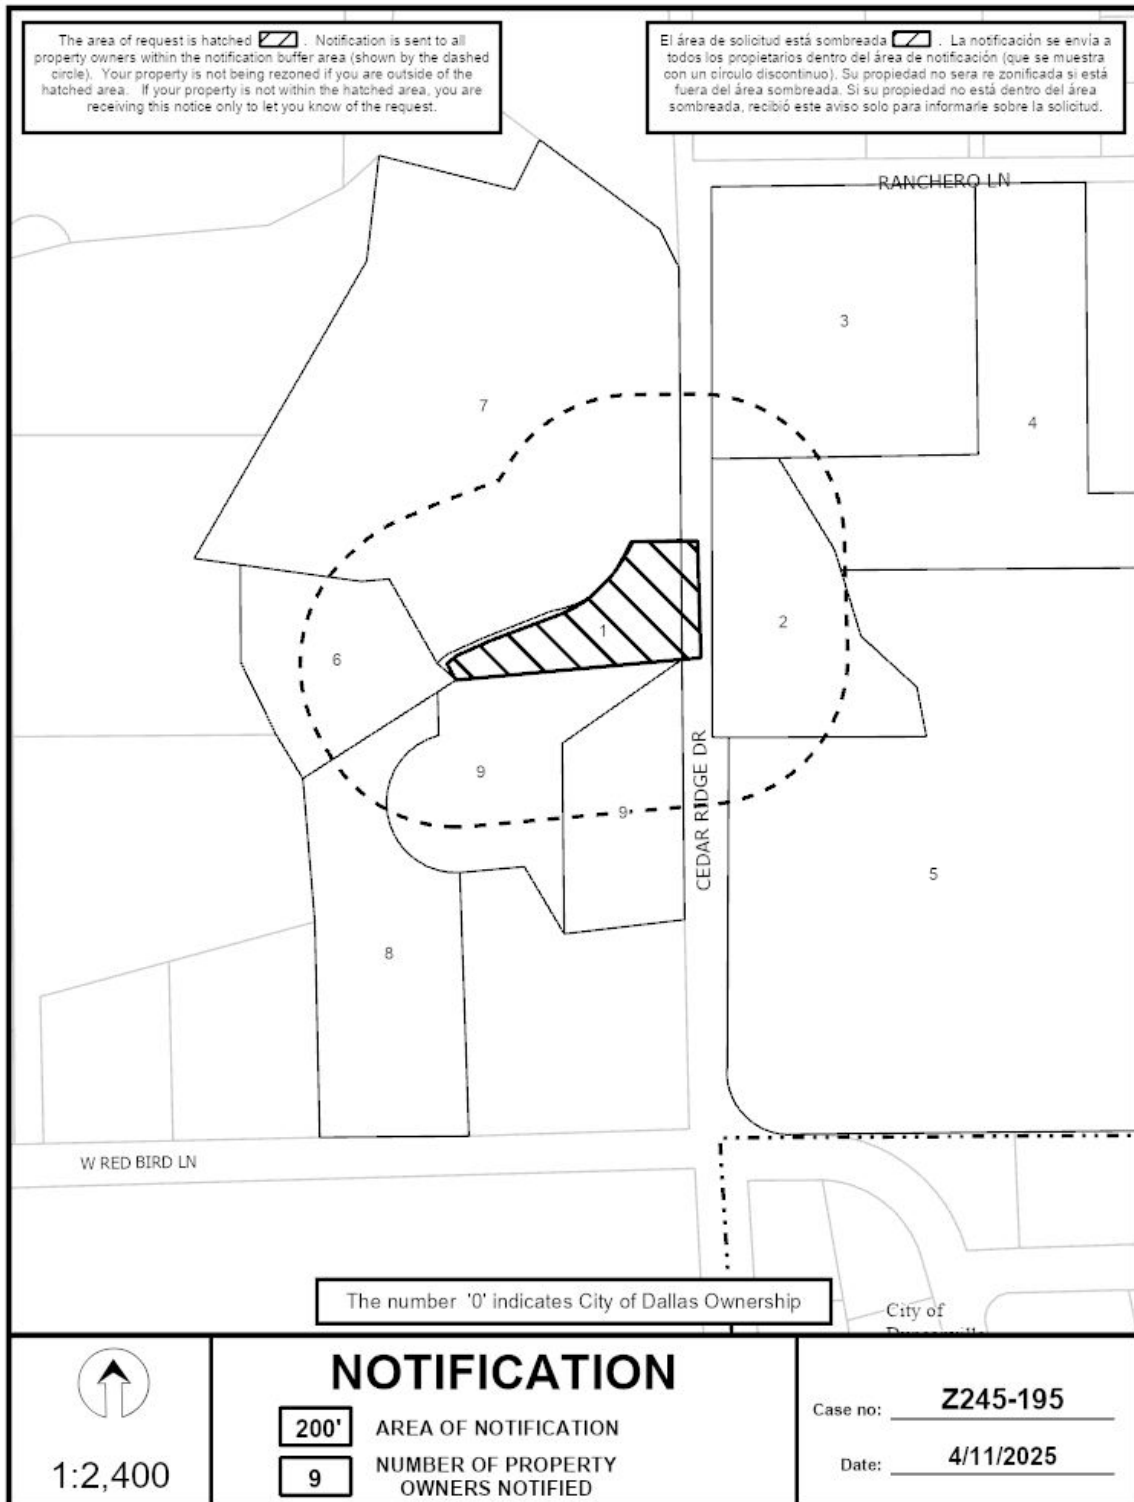 The area of request is hatched . Notification is sent to all
property owners within the notification buffer area (shown by the dashed
circle). Your property is not being rezoned if you are outside of the
hatched area. If your property is not within the hatched area, you are
receiving this notice only to let you know of the request.
El área de solicitud está sombreada . La notificación se envía a
todos los propietarios dentro del área de notificación (que se muestra
con un círculo discontinuo). Su propiedad no sera re zonificada si está
fuera del área sombreada. Si su propiedad no está dentro del área
sombreada, recibió este aviso solo para informarle sobre la solicitud.
RANCHERO LN
3
7
4
1
2
6
9
9
CEDAR RIDGE DR
5
8
W RED BIRD LN
The number '0' indicates City of Dallas Ownership
City of
1:2,400
NOTIFICATION
200' AREA OF NOTIFICATION
9 NUMBER OF PROPERTY
OWNERS NOTIFIED
Case no: Z245-195
Date: 4/11/2025